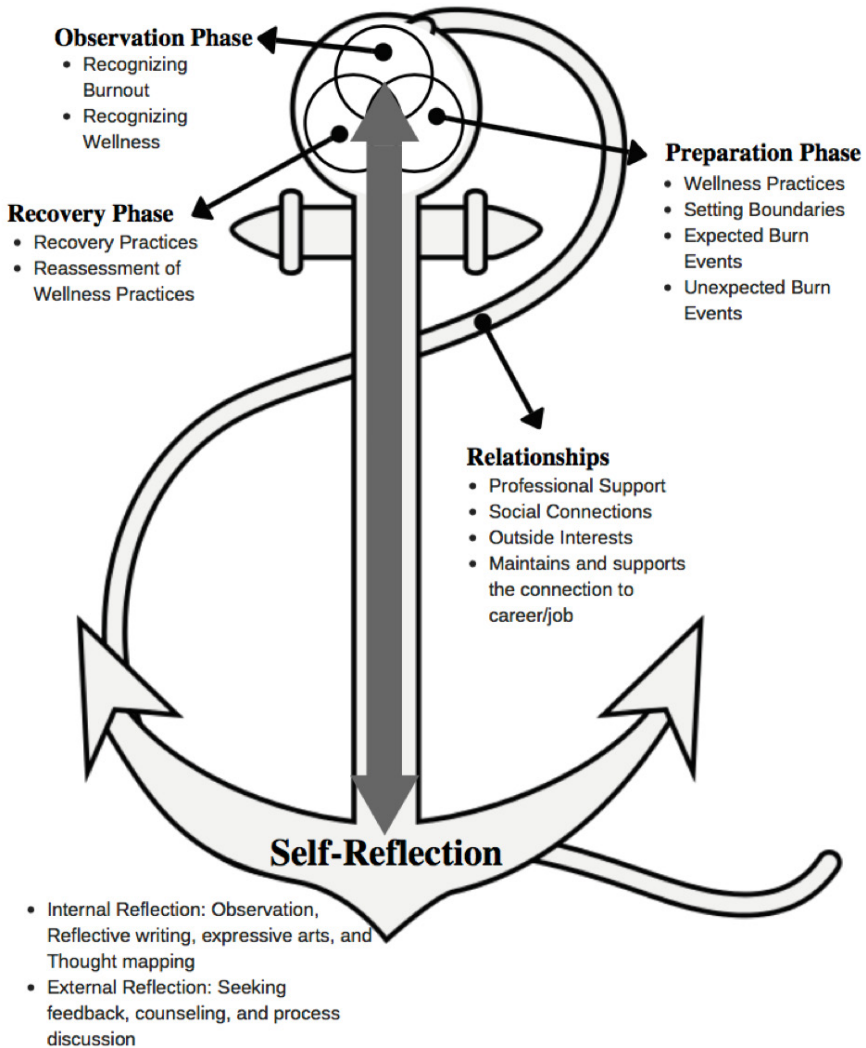 Observation Phase
• Recognizing
Burnout
• Recognizing
Wellness
Preparation Phase
• Wellness Practices
• Setting Boundaries
• Expected Burn
Events
• Unexpected Burn
Events
Recovery Phase
• Recovery Practices
• Reassessment of
Wellness Practices
Relationships
• Professional Support
• Social Connections
• Outside Interests
• Maintains and supports
the connection to
career/job
Self-Reflection
• Internal Reflection: Observation,
Reflective writing, expressive arts, and
Thought mapping
• External Reflection: Seeking
feedback, counseling, and process
discussion